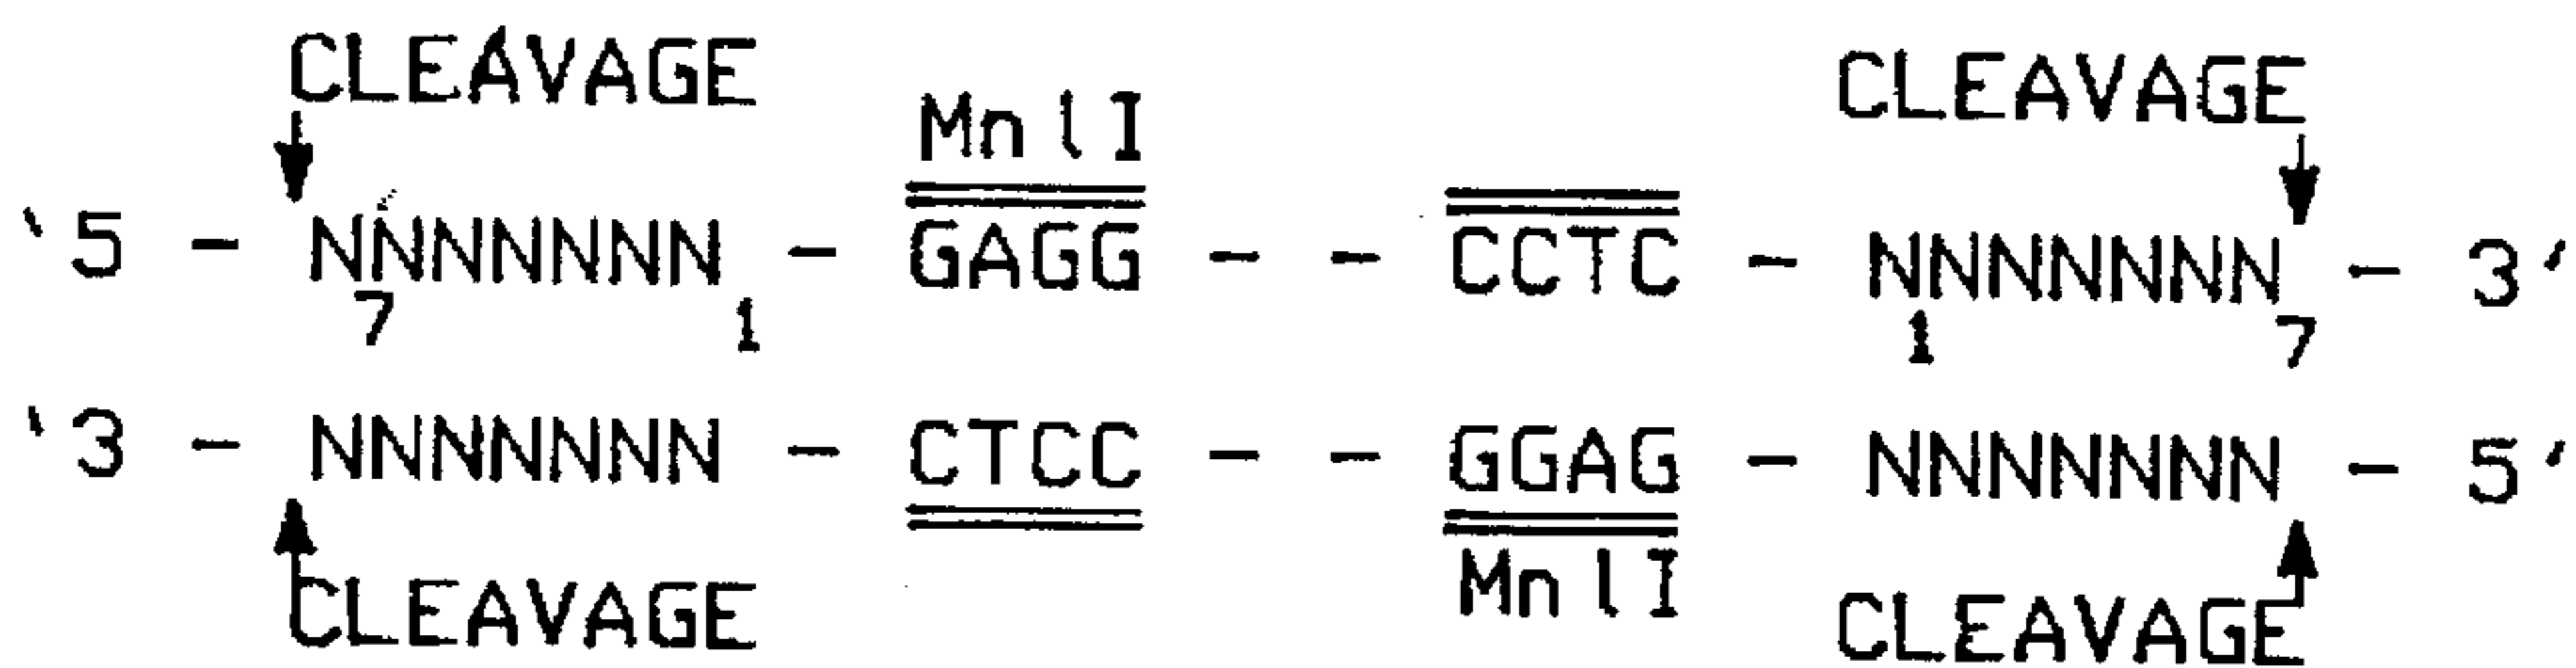 CLEAVAGE CLEAVAGE
MnlI
‵5 - NNNNNNN - GAGG - - CCTC - NNNNNNN - 3′
7 1 1 7
‵3 - NNNNNNN - CTCC - - GGAG - NNNNNNN - 5′
MnlI
CLEAVAGE CLEAVAGE